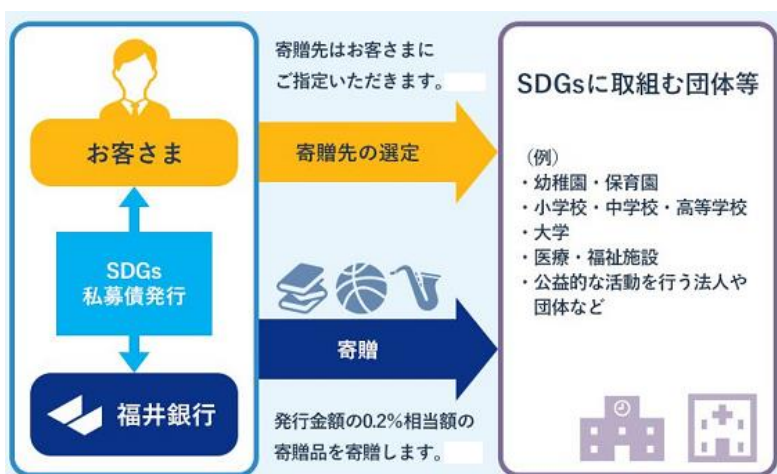 お客さま
SDGs
私募債発行
福井銀行
寄贈先はお客さまに
ご指定いただきます。
寄贈先の選定
寄贈
発行金額の0.2%相当額の
寄贈品を寄贈します。
SDGsに取組む団体等
(例)
・幼稚園・保育園
・小学校・中学校・高等学校
・大学
・医療・福祉施設
・公益的な活動を行う法人や
団体など